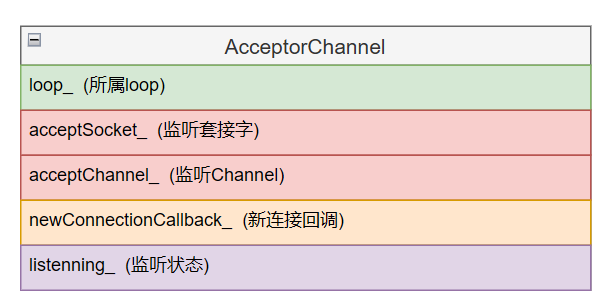 AcceptorChannel
loop_ (所属loop)
acceptSocket_ (监听套接字)
acceptChannel_ (监听Channel)
newConnectionCallback_ (新连接回调)
listenning_ (监听状态)